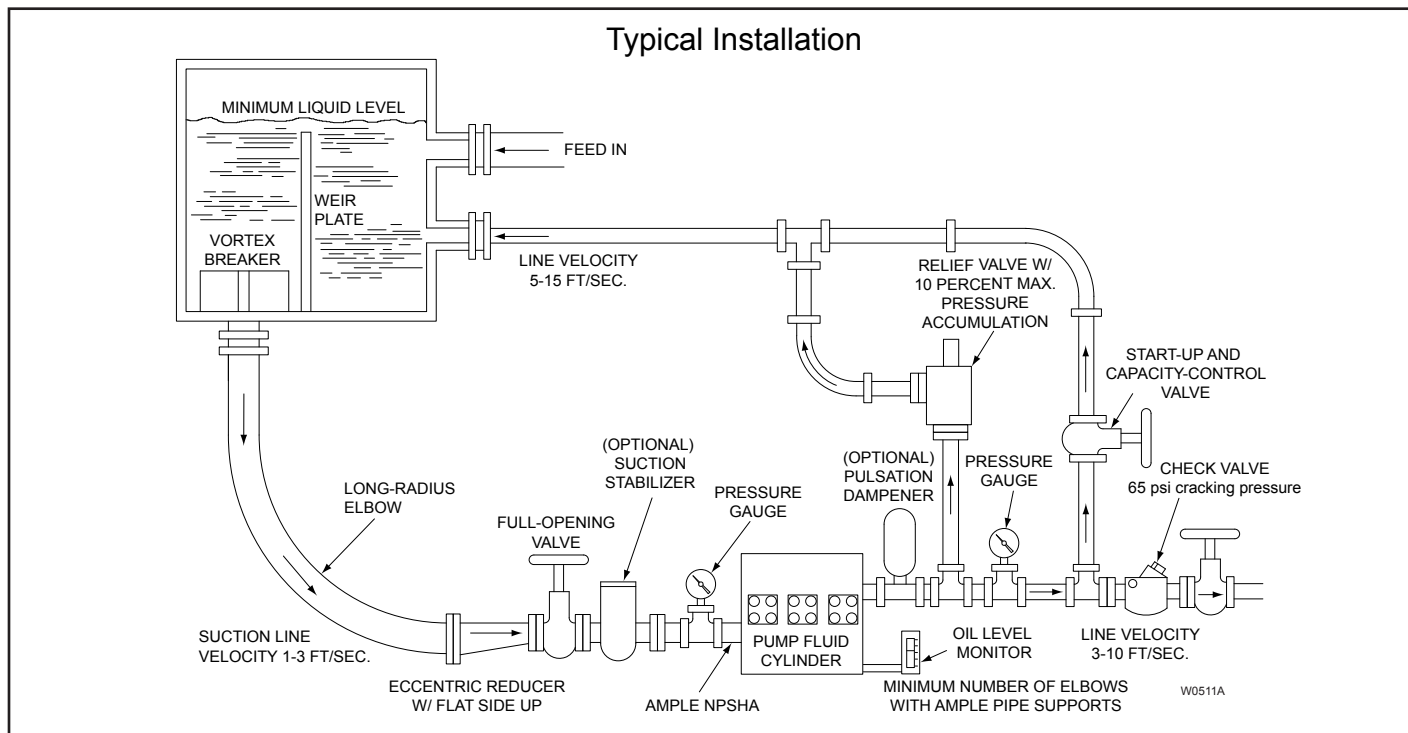 Typical Installation
MINIMUM LIQUID LEVEL
FEED IN
WEIR
PLATE
VORTEX
BREAKER
LINE VELOCITY
5-15 FT/SEC.
RELIEF VALVE W/
10 PERCENT MAX.
PRESSURE
ACCUMULATION
START-UP AND
CAPACITY-CONTROL
VALVE
(OPTIONAL)
SUCTION
STABILIZER
(OPTIONAL)
PULSATION
DAMPENER
PRESSURE
GAUGE
CHECK VALVE
65 psi cracking pressure
LONG-RADIUS
ELBOW
PRESSURE
GAUGE
FULL-OPENING
VALVE
SUCTION LINE
VELOCITY 1-3 FT/SEC.
PUMP FLUID
CYLINDER
OIL LEVEL
MONITOR
LINE VELOCITY
3-10 FT/SEC.
ECCENTRIC REDUCER
W/ FLAT SIDE UP
AMPLE NPSHA
MINIMUM NUMBER OF ELBOWS
WITH AMPLE PIPE SUPPORTS
W0511A